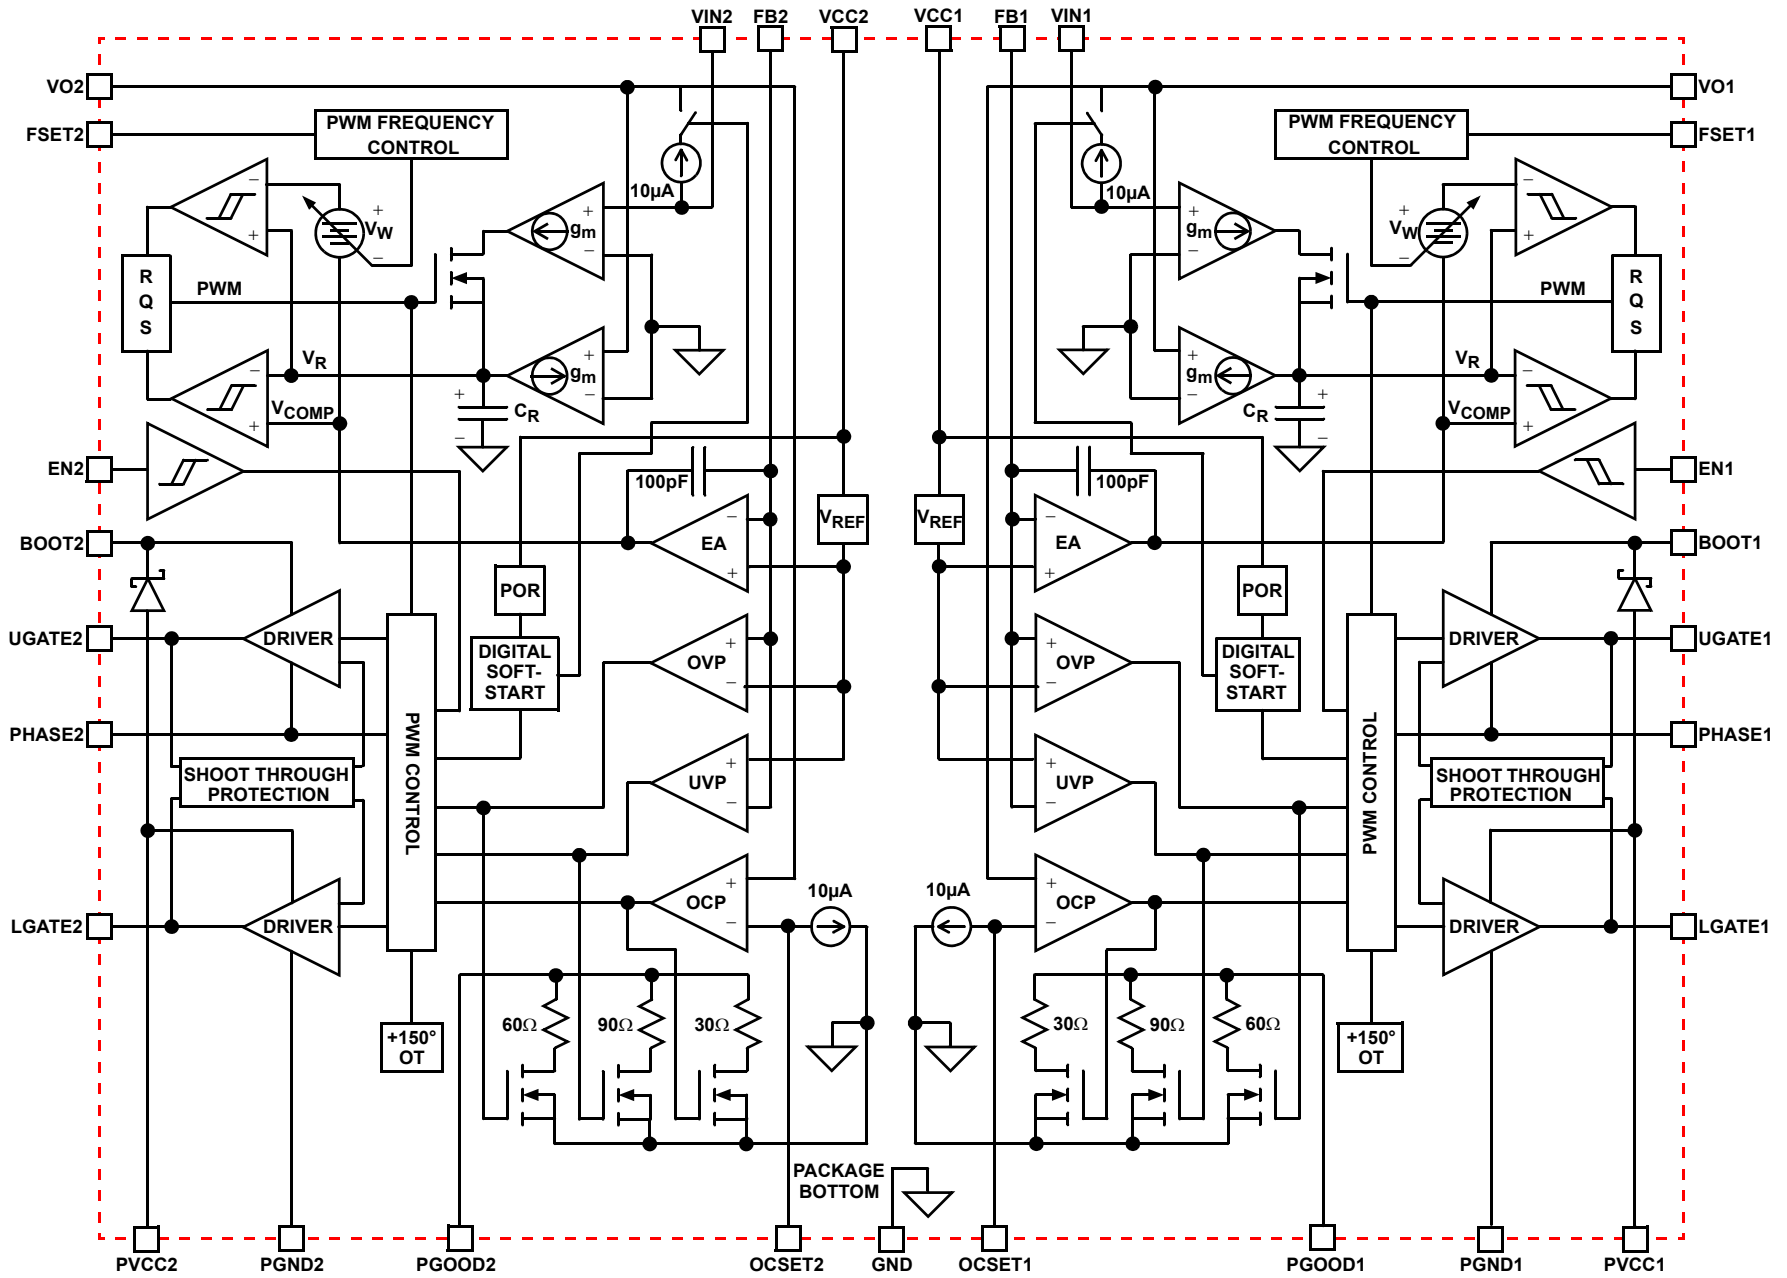 VIN2 FB2 VCC2 VCC1 FB1 VIN1
VO2
VO1
FSET2
PWM FREQUENCY
CONTROL
PWM FREQUENCY
CONTROL
FSET1
10µA
10µA
−
+
+
VW
−
+
gm
−
+
gm
−
+
VW
−
−
+
R
Q
S
PWM
PWM
R
Q
S
VR
+
gm
−
+
gm
−
VR
−
+
VCOMP
+
CR
−
CR
+
−
VCOMP
−
+
EN2
100pF
100pF
EN1
−
EA
+
VREF
VREF
−
EA
+
BOOT2
BOOT1
POR
POR
UGATE2
DRIVER
DIGITAL
SOFT-
START
+
OVP
−
+
OVP
−
DIGITAL
SOFT-
START
DRIVER
UGATE1
PHASE2
PHASE1
PWM CONTROL
PWM CONTROL
SHOOT THROUGH
PROTECTION
+
UVP
−
+
UVP
−
SHOOT THROUGH
PROTECTION
LGATE2
DRIVER
+
OCP
−
10µA
10µA
+
OCP
−
DRIVER
LGATE1
60Ω 90Ω 30Ω
30Ω 90Ω 60Ω
+150°
OT
+150°
OT
PACKAGE
BOTTOM
PVCC2 PGND2 PGOOD2 OCSET2 GND OCSET1 PGOOD1 PGND1 PVCC1